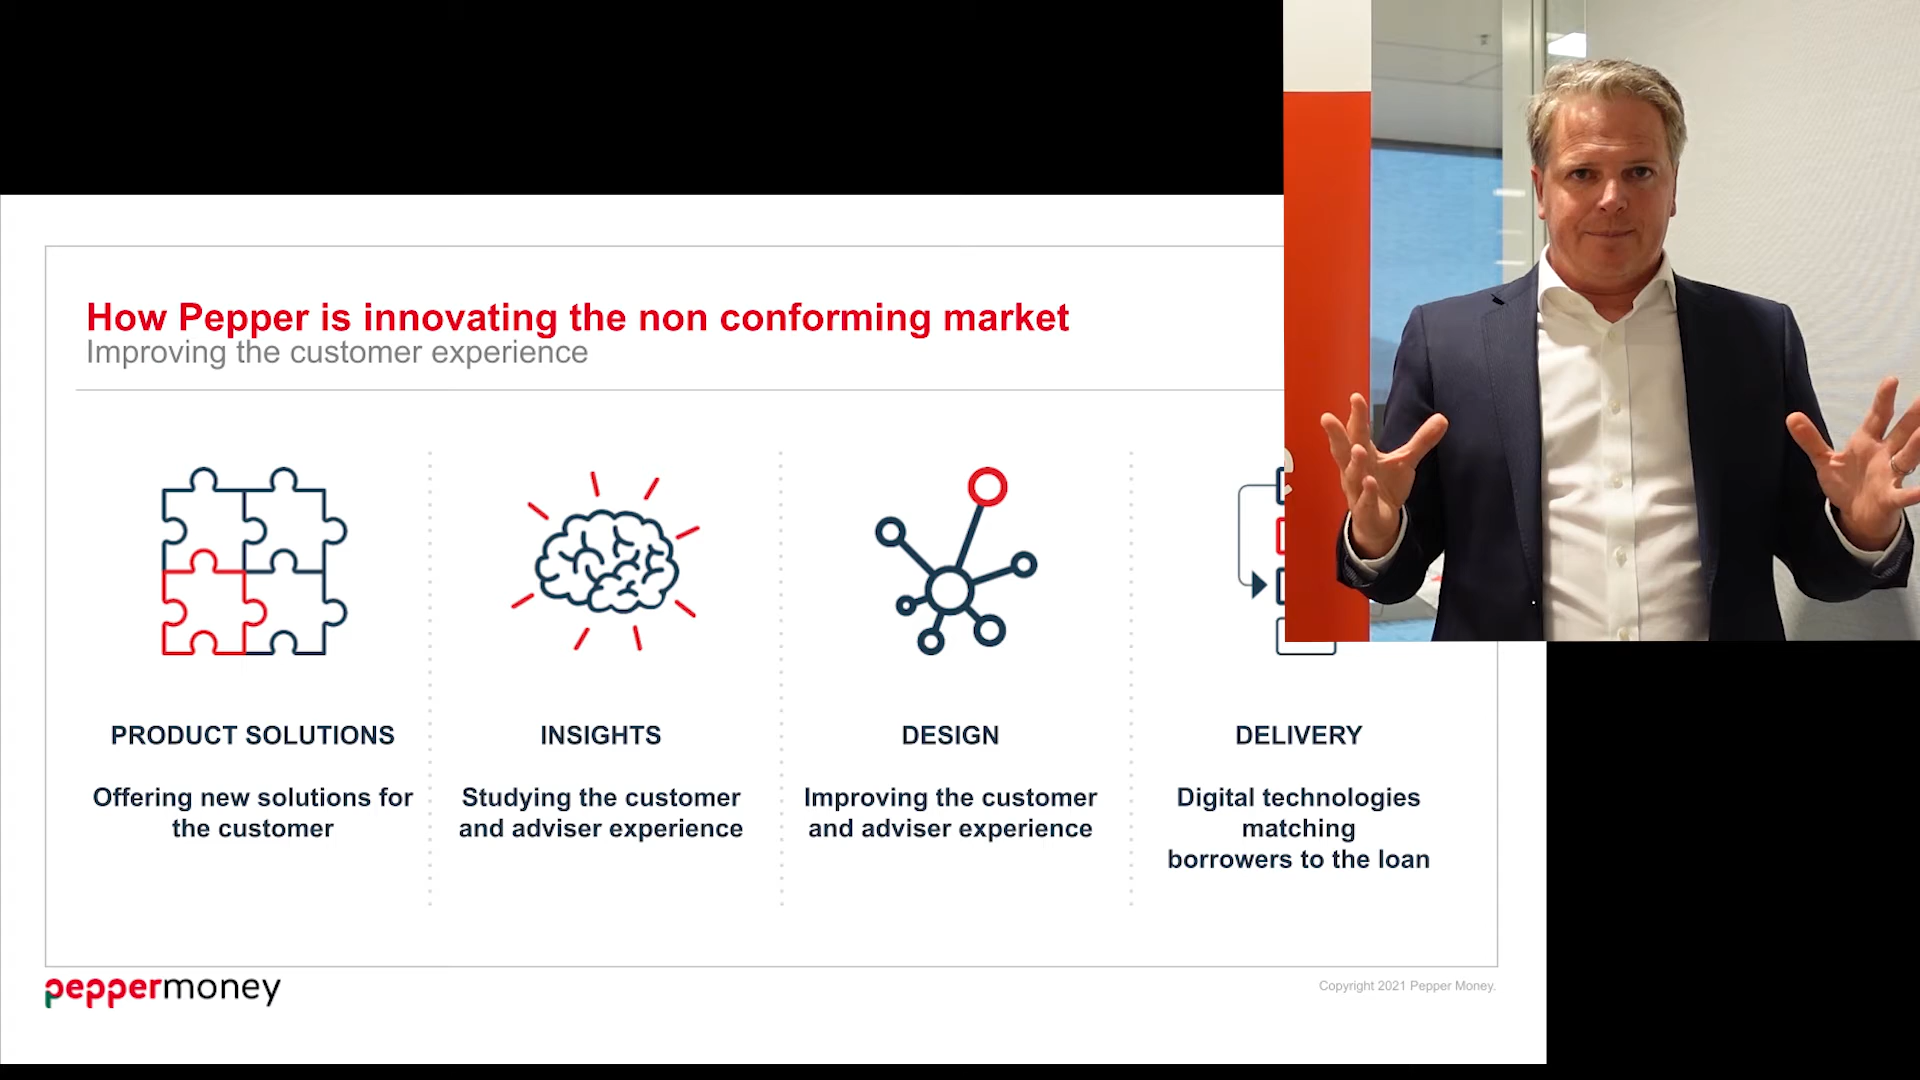 How Pepper is innovating the non conforming market
Improving the customer experience
PRODUCT SOLUTIONS
Offering new solutions for
the customer
INSIGHTS
Studying the customer
and adviser experience
DESIGN
Improving the customer
and adviser experience
DELIVERY
Digital technologies
matching
borrowers to the loan
peppermoney
Copyright 2021 Pepper Money.